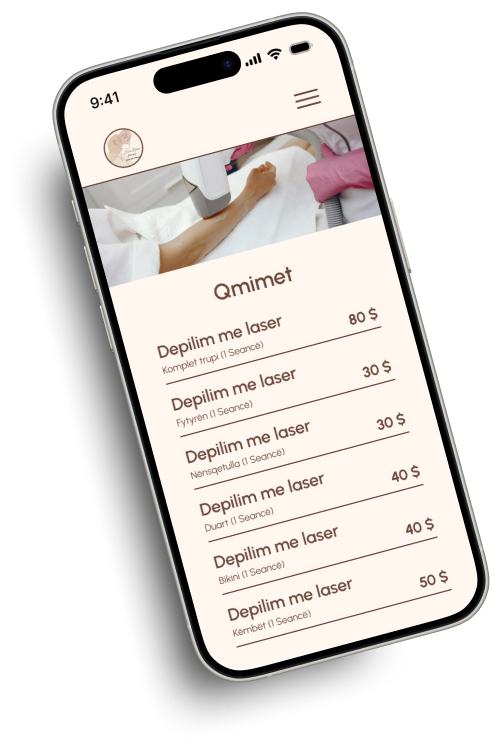 9:41
Qmimet
Depilim me laser 80 $
Komplet trupi (1 Seancë)
Depilim me laser 30 $
Fytyrën (1 Seancë)
Depilim me laser 30 $
Nënsqetulla (1 Seancë)
Depilim me laser 40 $
Duart (1 Seancë)
Depilim me laser 40 $
Bikini (1 Seancë)
Depilim me laser 50 $
Këmbët (1 Seancë)